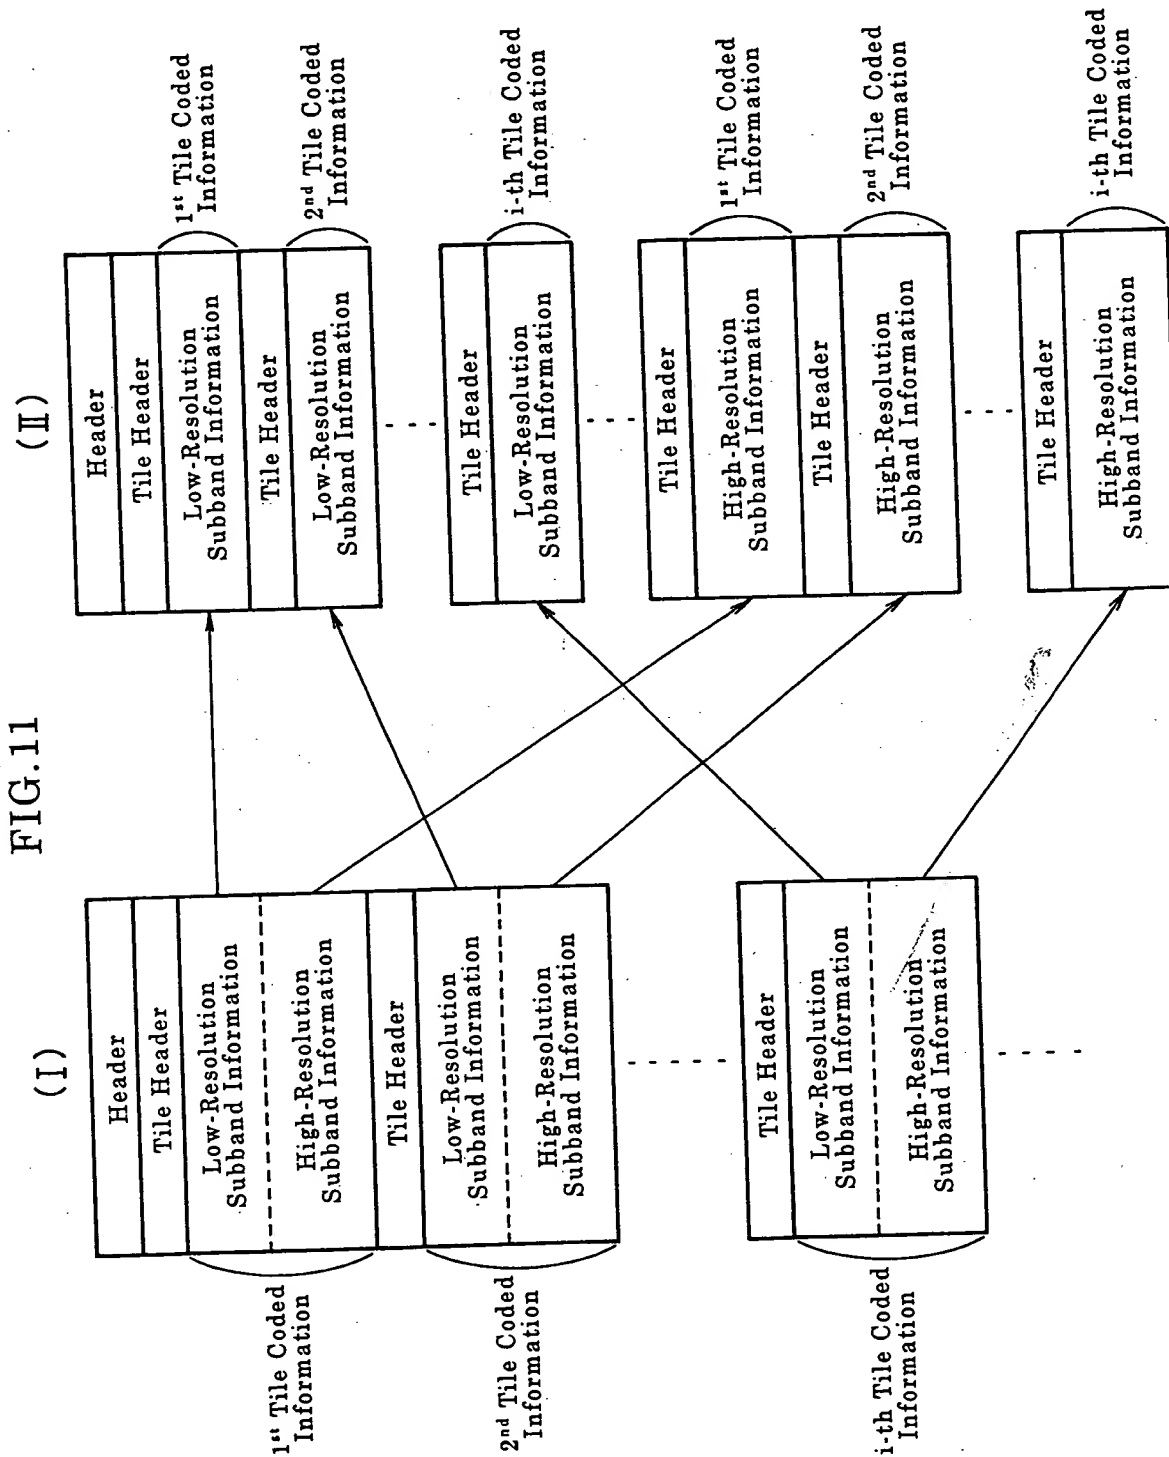 FIG.11
(I)
Header
Tile Header
Low-Resolution
Subband Information
High-Resolution
Subband Information
Tile Header
Low-Resolution
Subband Information
High-Resolution
Subband Information
Tile Header
Low-Resolution
Subband Information
High-Resolution
Subband Information
1st Tile Coded
Information
2nd Tile Coded
Information
i-th Tile Coded
Information
(II)
Header
Tile Header
Low-Resolution
Subband Information
Tile Header
Low-Resolution
Subband Information
Tile Header
Low-Resolution
Subband Information
Tile Header
High-Resolution
Subband Information
Tile Header
High-Resolution
Subband Information
Tile Header
High-Resolution
Subband Information
1st Tile Coded
Information
2nd Tile Coded
Information
i-th Tile Coded
Information
1st Tile Coded
Information
2nd Tile Coded
Information
i-th Tile Coded
Information